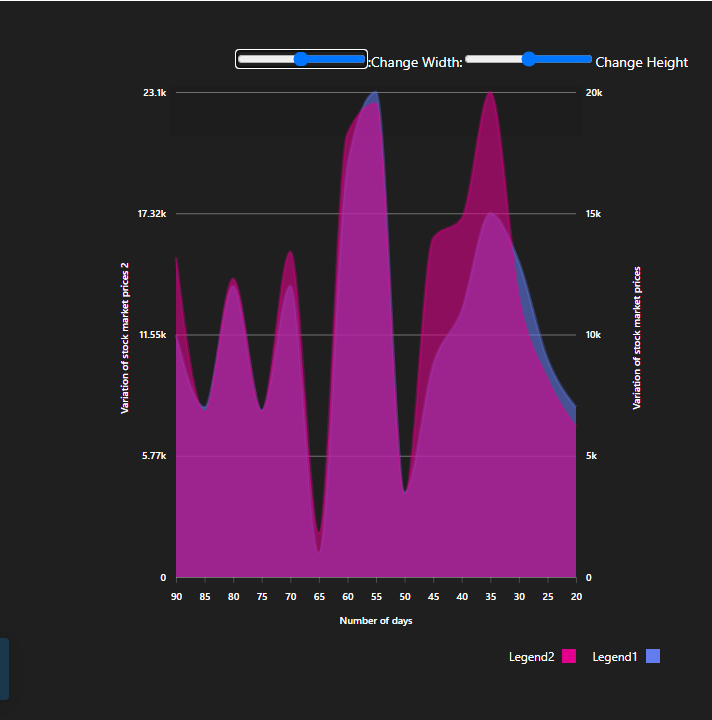 :Change Width: Change Height
23.1k
17.32k
11.55k
5.77k
0
20k
15k
10k
5k
0
Variation of stock market prices 2
Variation of stock market prices
90 85 80 75 70 65 60 55 50 45 40 35 30 25 20
Number of days
Legend2 Legend1